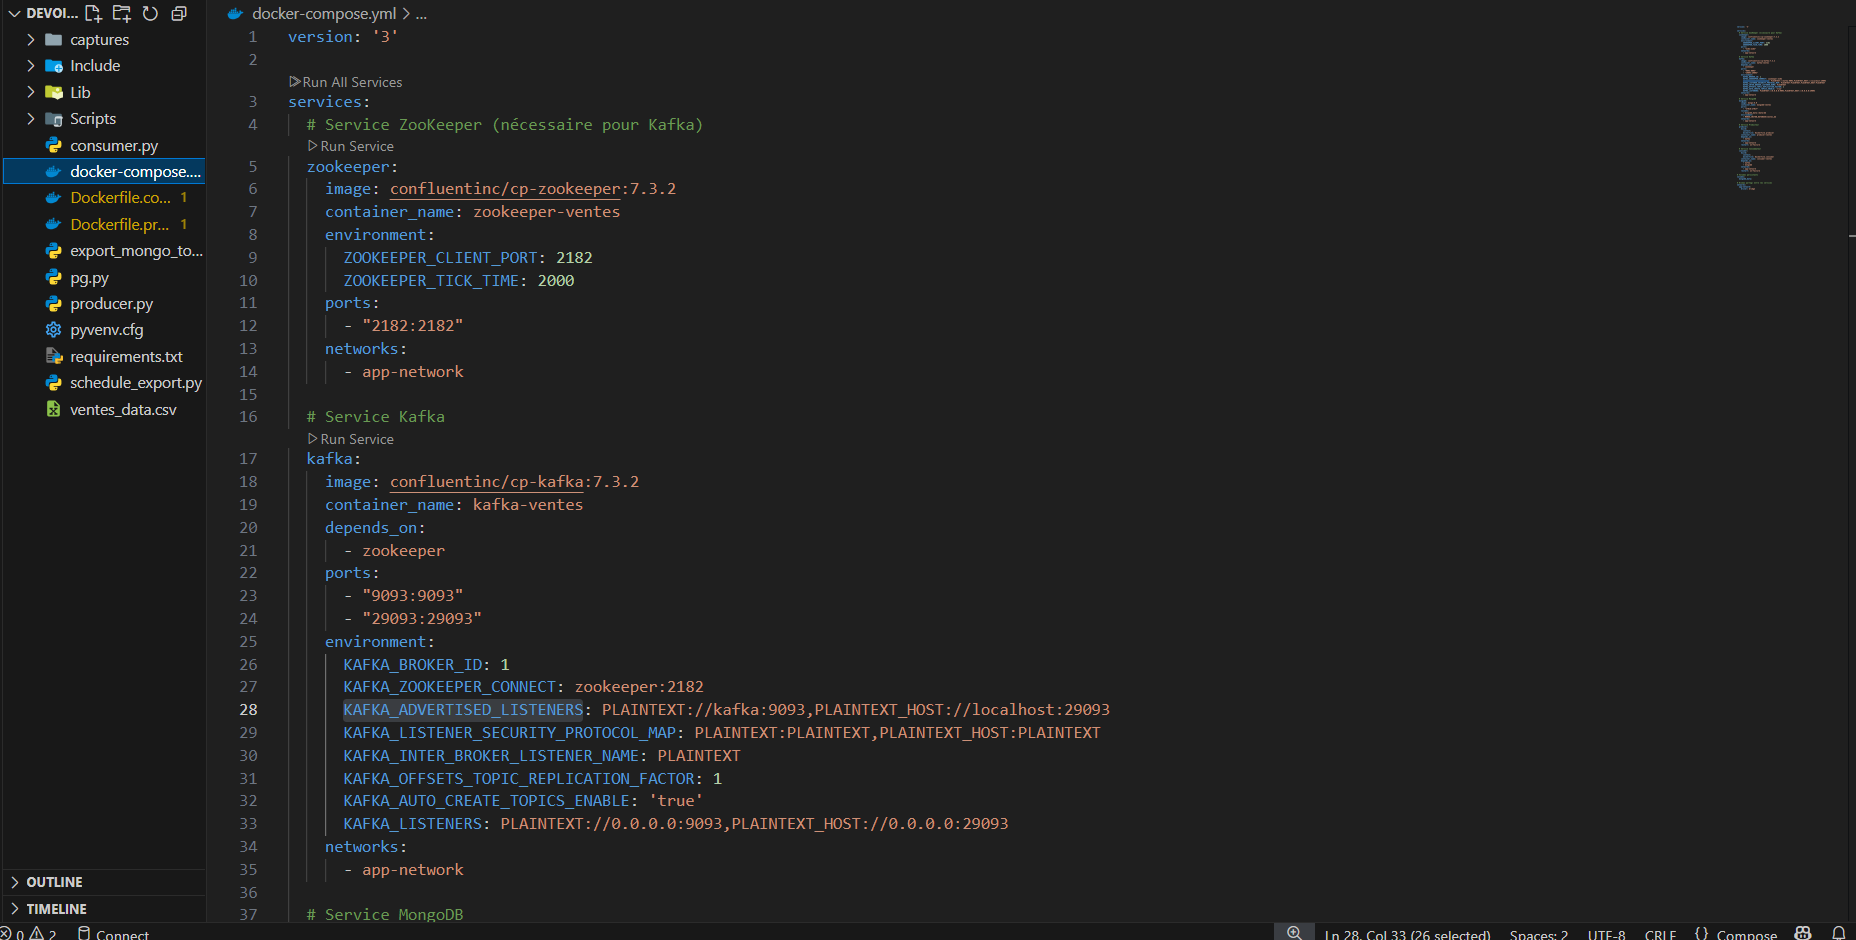 DEVOI...
captures
Include
Lib
Scripts
consumer.py
docker-compose....
Dockerfile.co... 1
Dockerfile.pr... 1
export_mongo_to...
pg.py
producer.py
pyvenv.cfg
requirements.txt
schedule_export.py
ventes_data.csv
OUTLINE
TIMELINE
docker-compose.yml > ...
1 version: '3'
2
Run All Services
3 services:
4 # Service ZooKeeper (nécessaire pour Kafka)
Run Service
5 zookeeper:
6 image: confluentinc/cp-zookeeper:7.3.2
7 container_name: zookeeper-ventes
8 environment:
9 ZOOKEEPER_CLIENT_PORT: 2182
10 ZOOKEEPER_TICK_TIME: 2000
11 ports:
12 - "2182:2182"
13 networks:
14 - app-network
15
16 # Service Kafka
Run Service
17 kafka:
18 image: confluentinc/cp-kafka:7.3.2
19 container_name: kafka-ventes
20 depends_on:
21 - zookeeper
22 ports:
23 - "9093:9093"
24 - "29093:29093"
25 environment:
26 KAFKA_BROKER_ID: 1
27 KAFKA_ZOOKEEPER_CONNECT: zookeeper:2182
28 KAFKA_ADVERTISED_LISTENERS: PLAINTEXT://kafka:9093,PLAINTEXT_HOST://localhost:29093
29 KAFKA_LISTENER_SECURITY_PROTOCOL_MAP: PLAINTEXT:PLAINTEXT,PLAINTEXT_HOST:PLAINTEXT
30 KAFKA_INTER_BROKER_LISTENER_NAME: PLAINTEXT
31 KAFKA_OFFSETS_TOPIC_REPLICATION_FACTOR: 1
32 KAFKA_AUTO_CREATE_TOPICS_ENABLE: 'true'
33 KAFKA_LISTENERS: PLAINTEXT://0.0.0.0:9093,PLAINTEXT_HOST://0.0.0.0:29093
34 networks:
35 - app-network
36
37 # Service MongoDB
0 2 Connect
Ln 28, Col 33 (26 selected) Spaces: 2 UTF-8 CRLF {} Compose